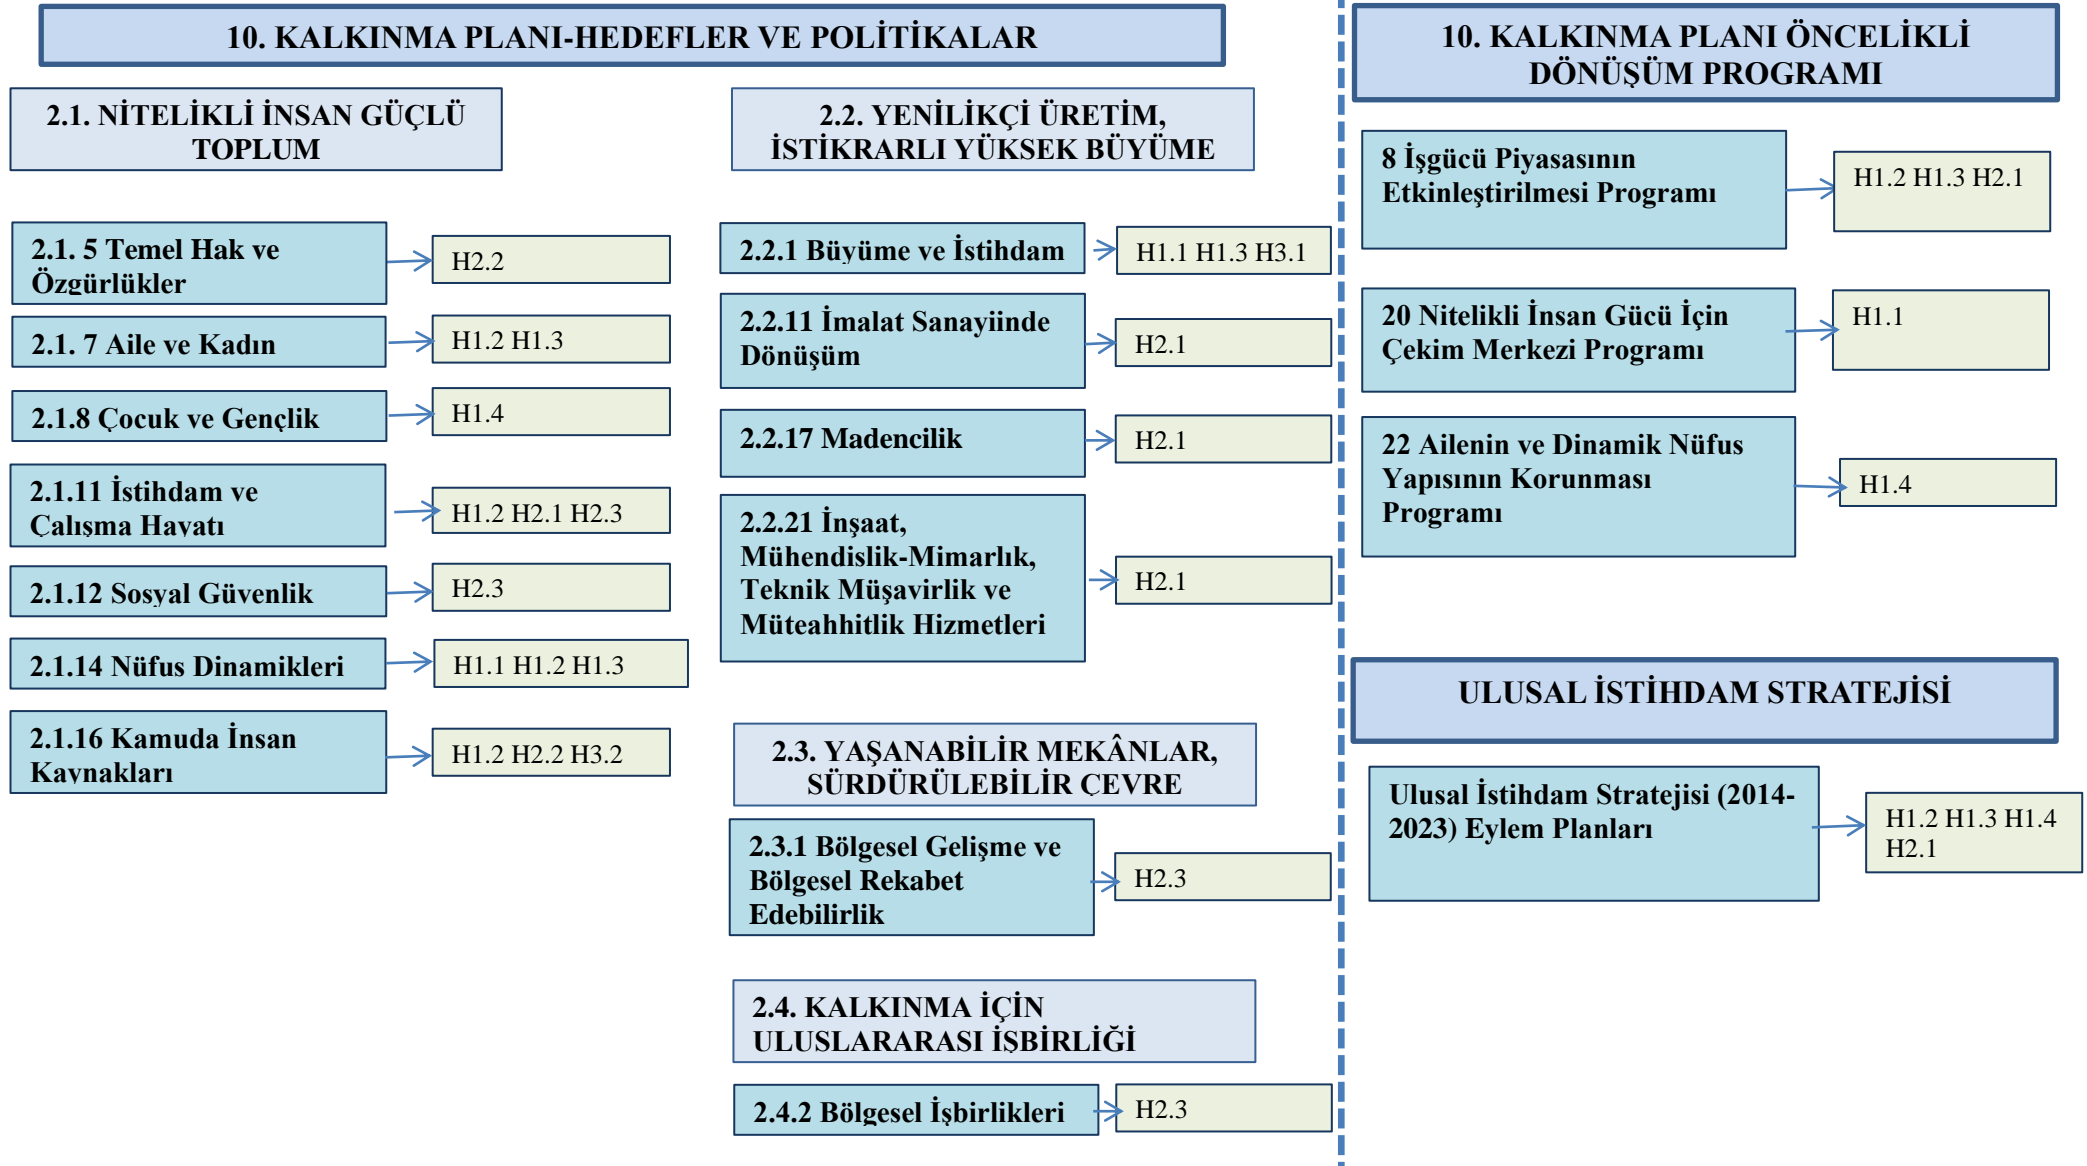 10. KALKINMA PLANI-HEDEFLER VE POLİTİKALAR
2.1. NİTELİKLİ İNSAN GÜÇLÜ
TOPLUM
2.1. 5 Temel Hak ve
Özgürlükler
H2.2
2.1. 7 Aile ve Kadın
H1.2 H1.3
2.1.8 Çocuk ve Gençlik
H1.4
2.1.11 İstihdam ve
Çalışma Hayatı
H1.2 H2.1 H2.3
2.1.12 Sosyal Güvenlik
H2.3
2.1.14 Nüfus Dinamikleri
H1.1 H1.2 H1.3
2.1.16 Kamuda İnsan
Kaynakları
H1.2 H2.2 H3.2
2.2. YENİLİKÇİ ÜRETİM,
İSTİKRARLI YÜKSEK BÜYÜME
2.2.1 Büyüme ve İstihdam
H1.1 H1.3 H3.1
2.2.11 İmalat Sanayiinde
Dönüşüm
H2.1
2.2.17 Madencilik
H2.1
2.2.21 İnşaat,
Mühendislik-Mimarlık,
Teknik Müşavirlik ve
Müteahhitlik Hizmetleri
H2.1
2.3. YAŞANABİLİR MEKÂNLAR,
SÜRDÜRÜLEBİLİR ÇEVRE
2.3.1 Bölgesel Gelişme ve
Bölgesel Rekabet
Edebilirlik
H2.3
2.4. KALKINMA İÇİN
ULUSLARARASI İŞBİRLİĞİ
2.4.2 Bölgesel İşbirlikleri
H2.3
10. KALKINMA PLANI ÖNCELİKLİ
DÖNÜŞÜM PROGRAMI
8 İşgücü Piyasasının
Etkinleştirilmesi Programı
H1.2 H1.3 H2.1
20 Nitelikli İnsan Gücü İçin
Çekim Merkezi Programı
H1.1
22 Ailenin ve Dinamik Nüfus
Yapısının Korunması
Programı
H1.4
ULUSAL İSTİHDAM STRATEJİSİ
Ulusal İstihdam Stratejisi (2014-
2023) Eylem Planları
H1.2 H1.3 H1.4
H2.1